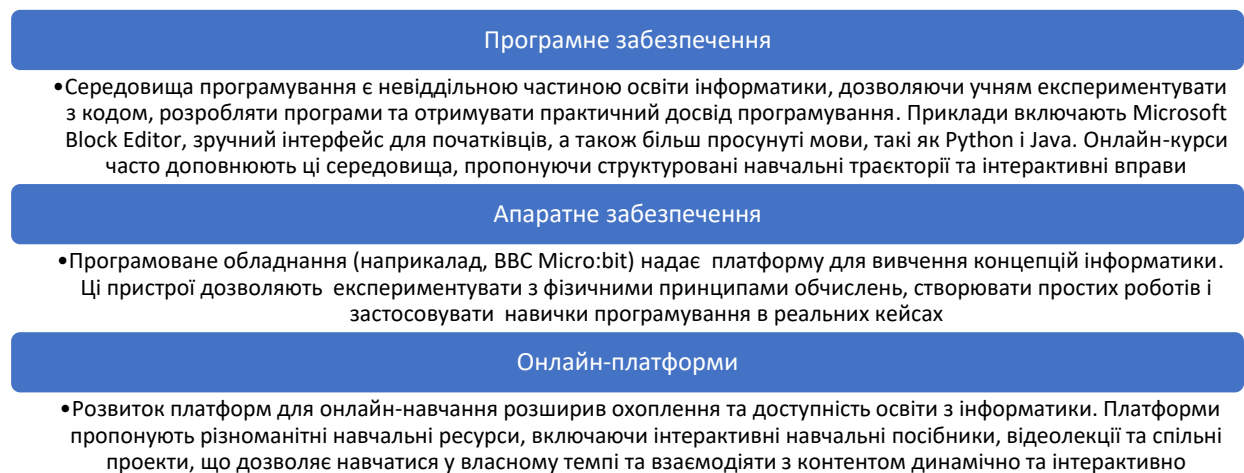 Програмне забезпечення
•Середовища програмування є невіддільною частиною освіти інформатики, дозволяючи учням експериментувати
з кодом, розробляти програми та отримувати практичний досвід програмування. Приклади включають Microsoft
Block Editor, зручний інтерфейс для початківців, а також більш просунуті мови, такі як Python і Java. Онлайн-курси
часто доповнюють ці середовища, пропонуючи структуровані навчальні траєкторії та інтерактивні вправи
Апаратне забезпечення
•Програмоване обладнання (наприкалад, BBC Micro:bit) надає платформу для вивчення концепцій інформатики.
Ці пристрої дозволяють експериментувати з фізичними принципами обчислень, створювати простих роботів і
застосовувати навички програмування в реальних кейсах
Онлайн-платформи
•Розвиток платформ для онлайн-навчання розширив охоплення та доступність освіти з інформатики. Платформи
пропонують різноманітні навчальні ресурси, включаючи інтерактивні навчальні посібники, відеолекції та спільні
проекти, що дозволяє навчатися у власному темпі та взаємодіяти з контентом динамічно та інтерактивно